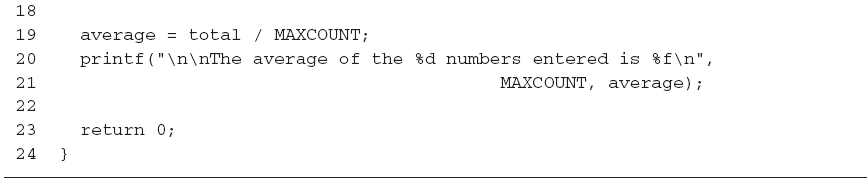 18
19 average = total / MAXCOUNT;
20 printf("\n\nThe average of the %d numbers entered is %f\n",
21 MAXCOUNT, average);
22
23 return 0;
24 }